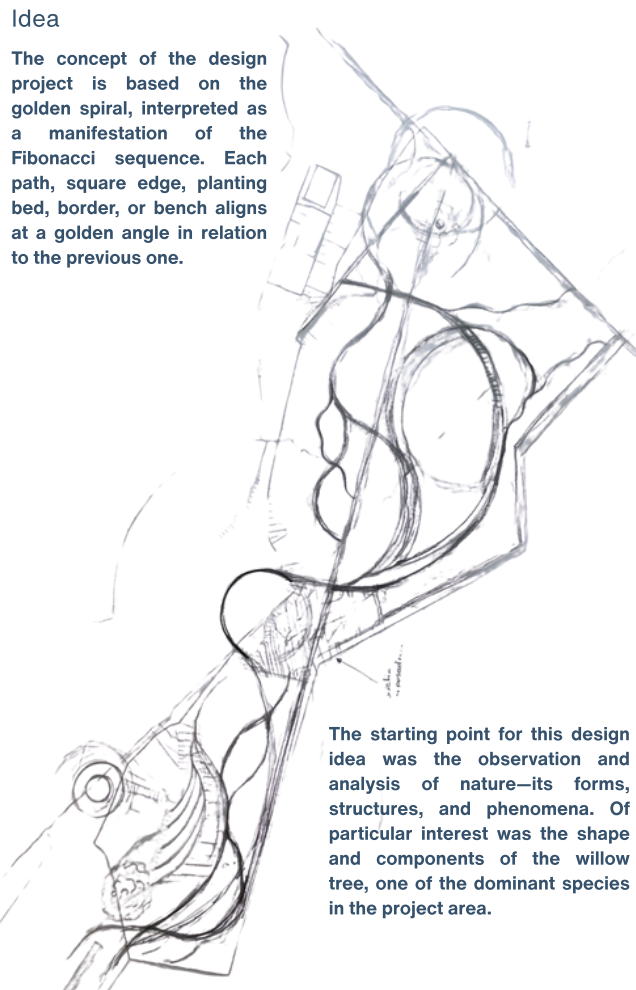 Idea
The concept of the design
project is based on the
golden spiral, interpreted as
a manifestation of the
Fibonacci sequence. Each
path, square edge, planting
bed, border, or bench aligns
at a golden angle in relation
to the previous one.
The starting point for this design
idea was the observation and
analysis of nature—its forms,
structures, and phenomena. Of
particular interest was the shape
and components of the willow
tree, one of the dominant species
in the project area.